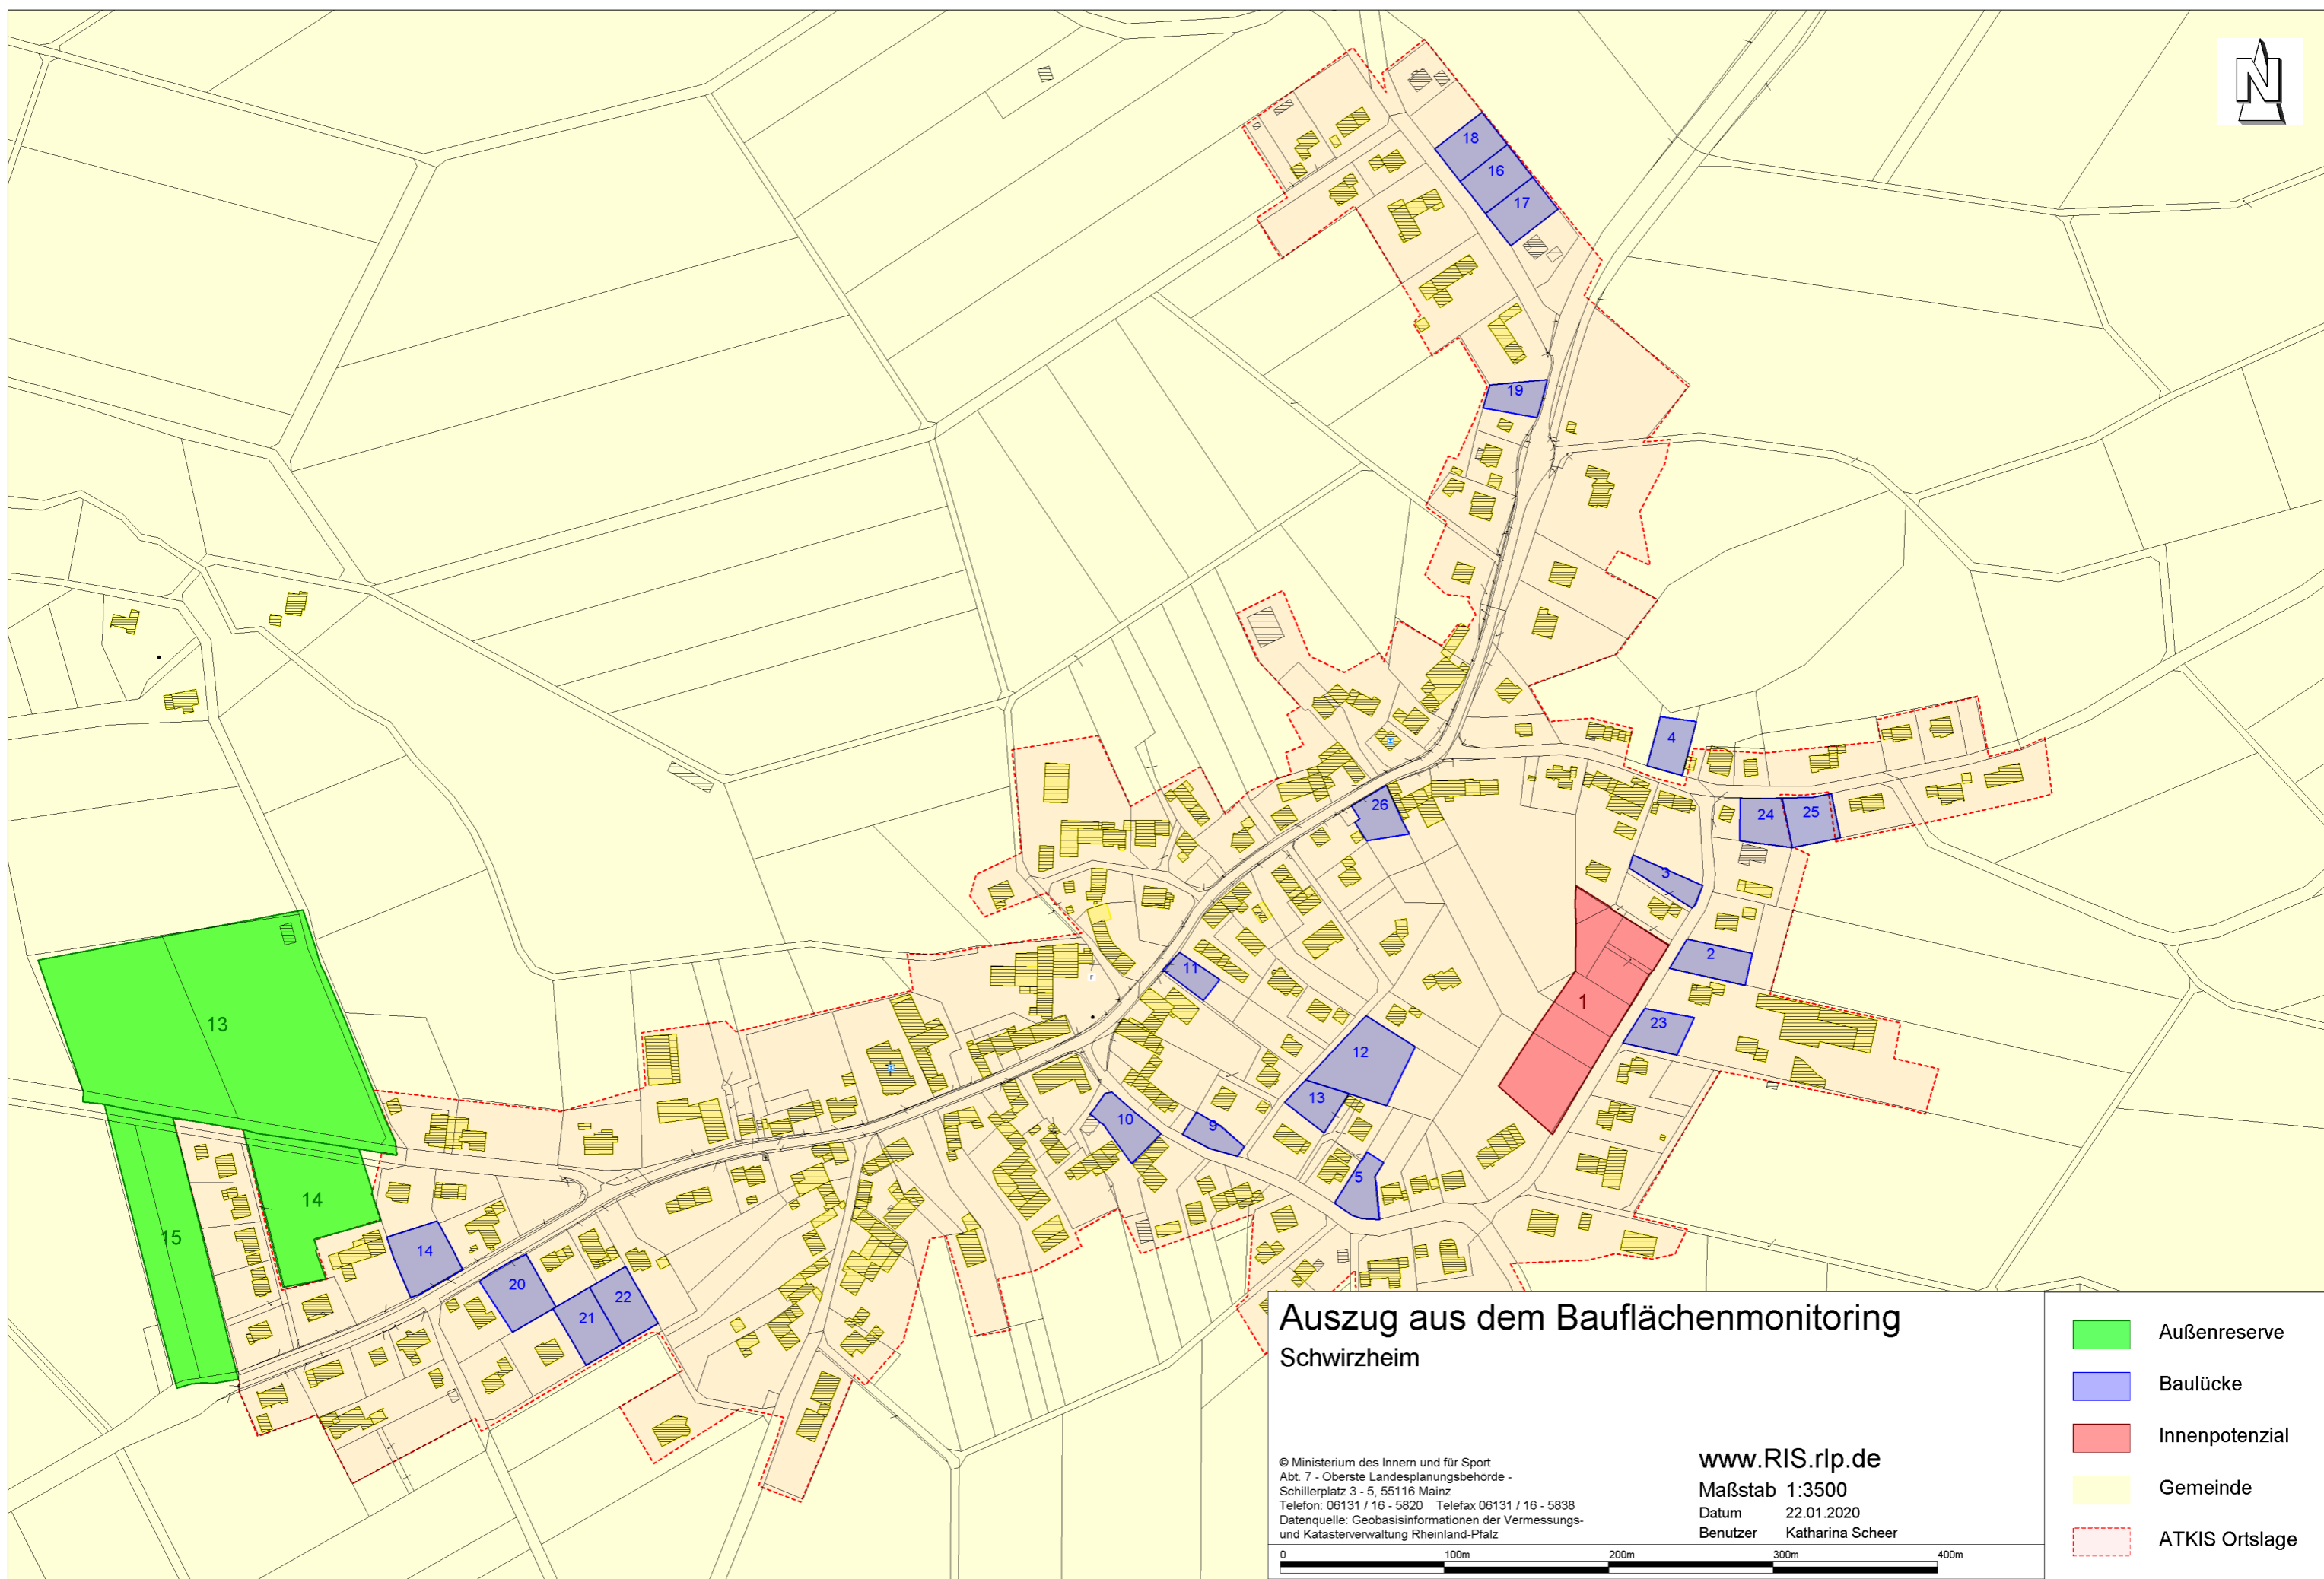 N
18
16
17
19
4
26
24
25
3
2
11
1
23
13
12
13
10
9
5
14
15
14
20
21
22
Auszug aus dem Bauflächenmonitoring
Schwirzheim
© Ministerium des Innern und für Sport
Abt. 7 - Oberste Landesplanungsbehörde -
Schillerplatz 3 - 5, 55116 Mainz
Telefon: 06131 / 16 - 5820 Telefax 06131 / 16 - 5838
Datenquelle: Geobasisinformationen der Vermessungs-
und Katasterverwaltung Rheinland-Pfalz
www.RIS.rlp.de
Maßstab 1:3500
Datum 22.01.2020
Benutzer Katharina Scheer
0 100m 200m 300m 400m
Außenreserve
Baulücke
Innenpotenzial
Gemeinde
ATKIS Ortslage